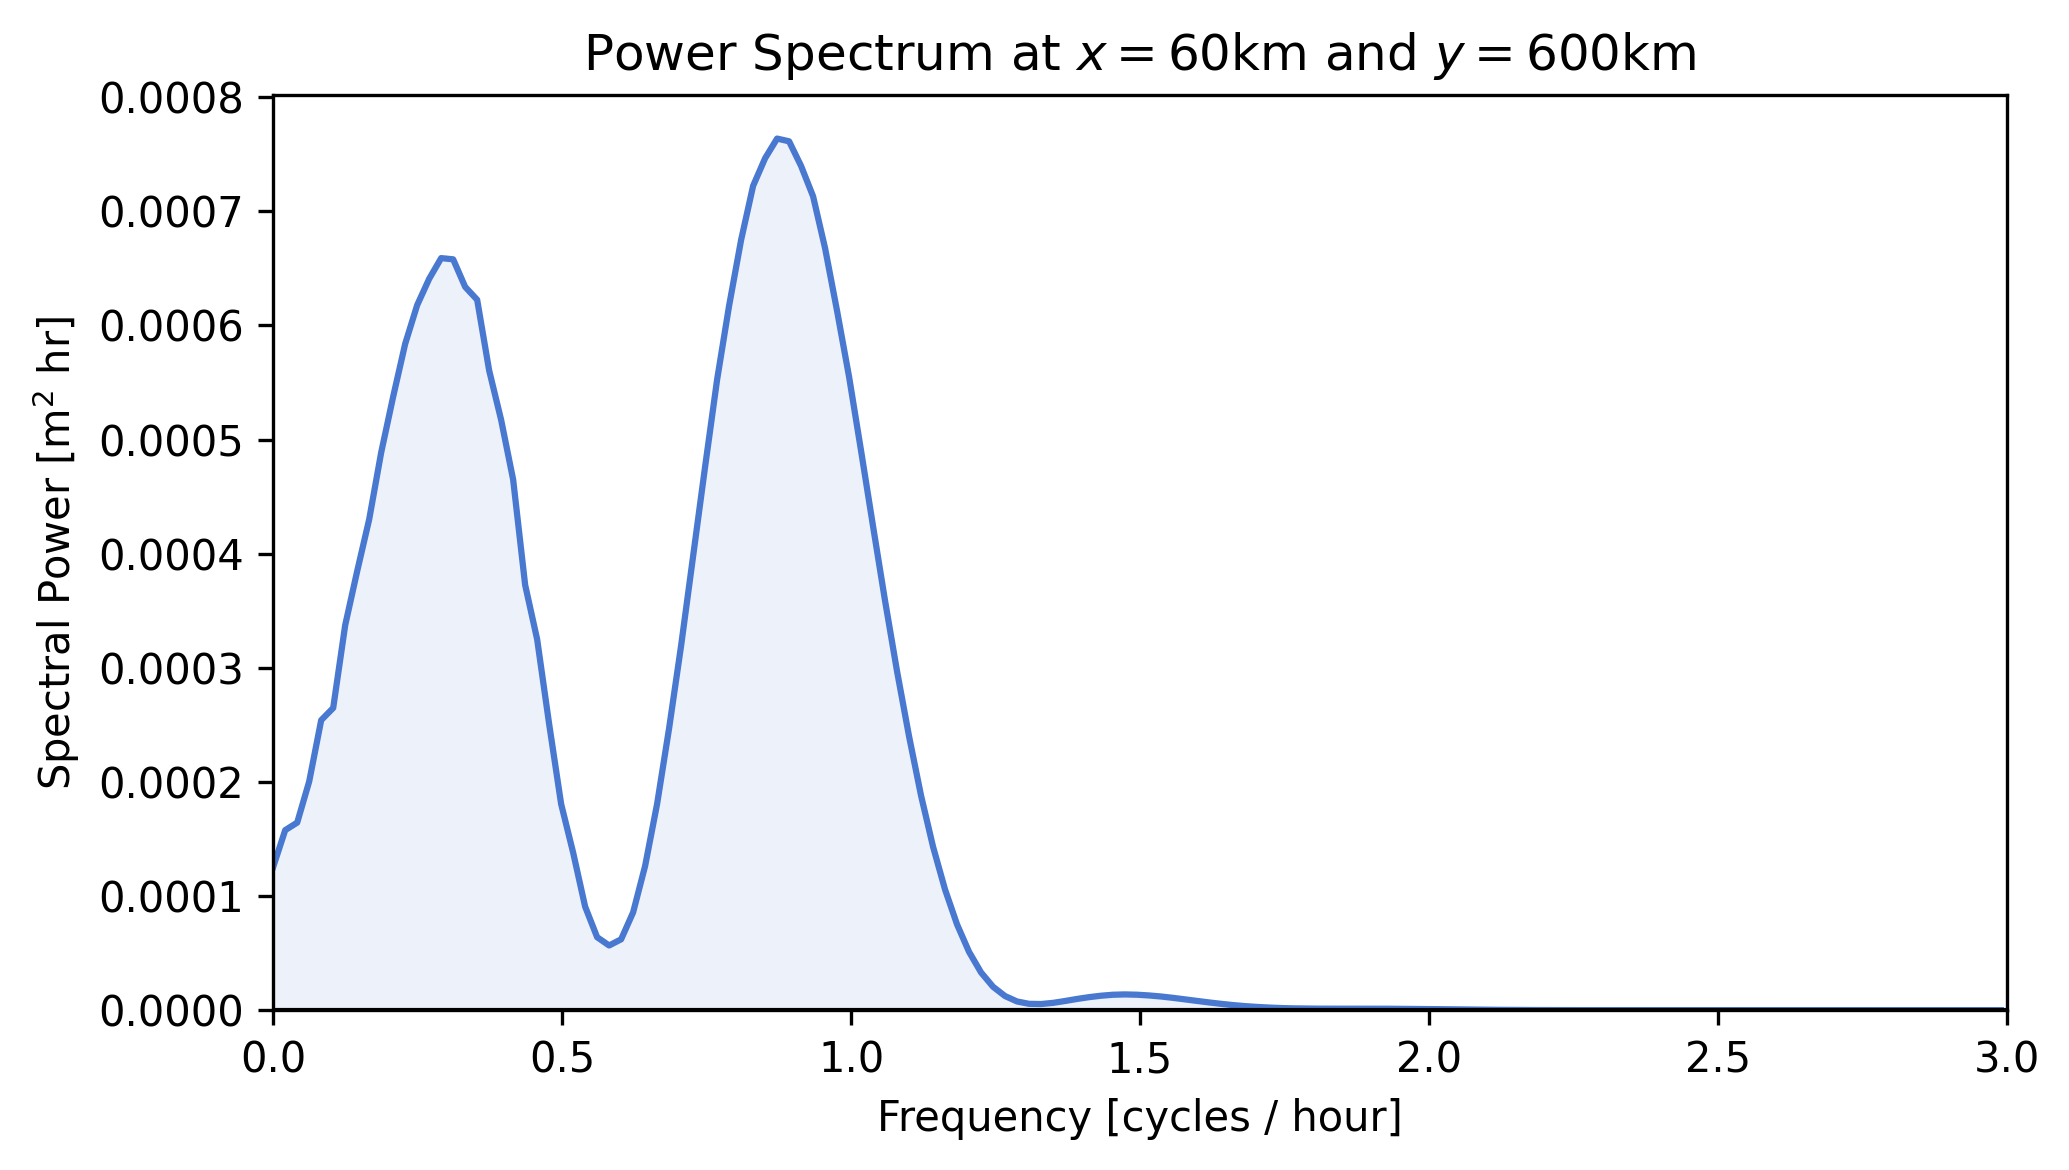 Power Spectrum at x = 60km and y = 600km
0.0008
0.0007
0.0006
0.0005
0.0004
0.0003
0.0002
0.0001
0.0000
Spectral Power [m² hr]
0.0 0.5 1.0 1.5 2.0 2.5 3.0
Frequency [cycles / hour]